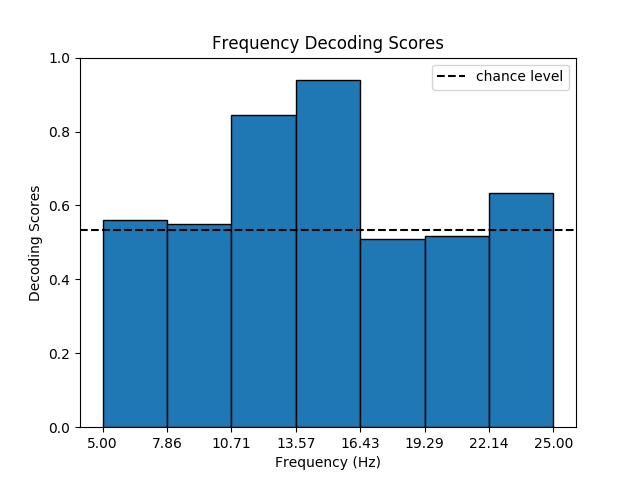 Frequency Decoding Scores
chance level
Decoding Scores
1.0
0.8
0.6
0.4
0.2
0.0
5.00 7.86 10.71 13.57 16.43 19.29 22.14 25.00
Frequency (Hz)